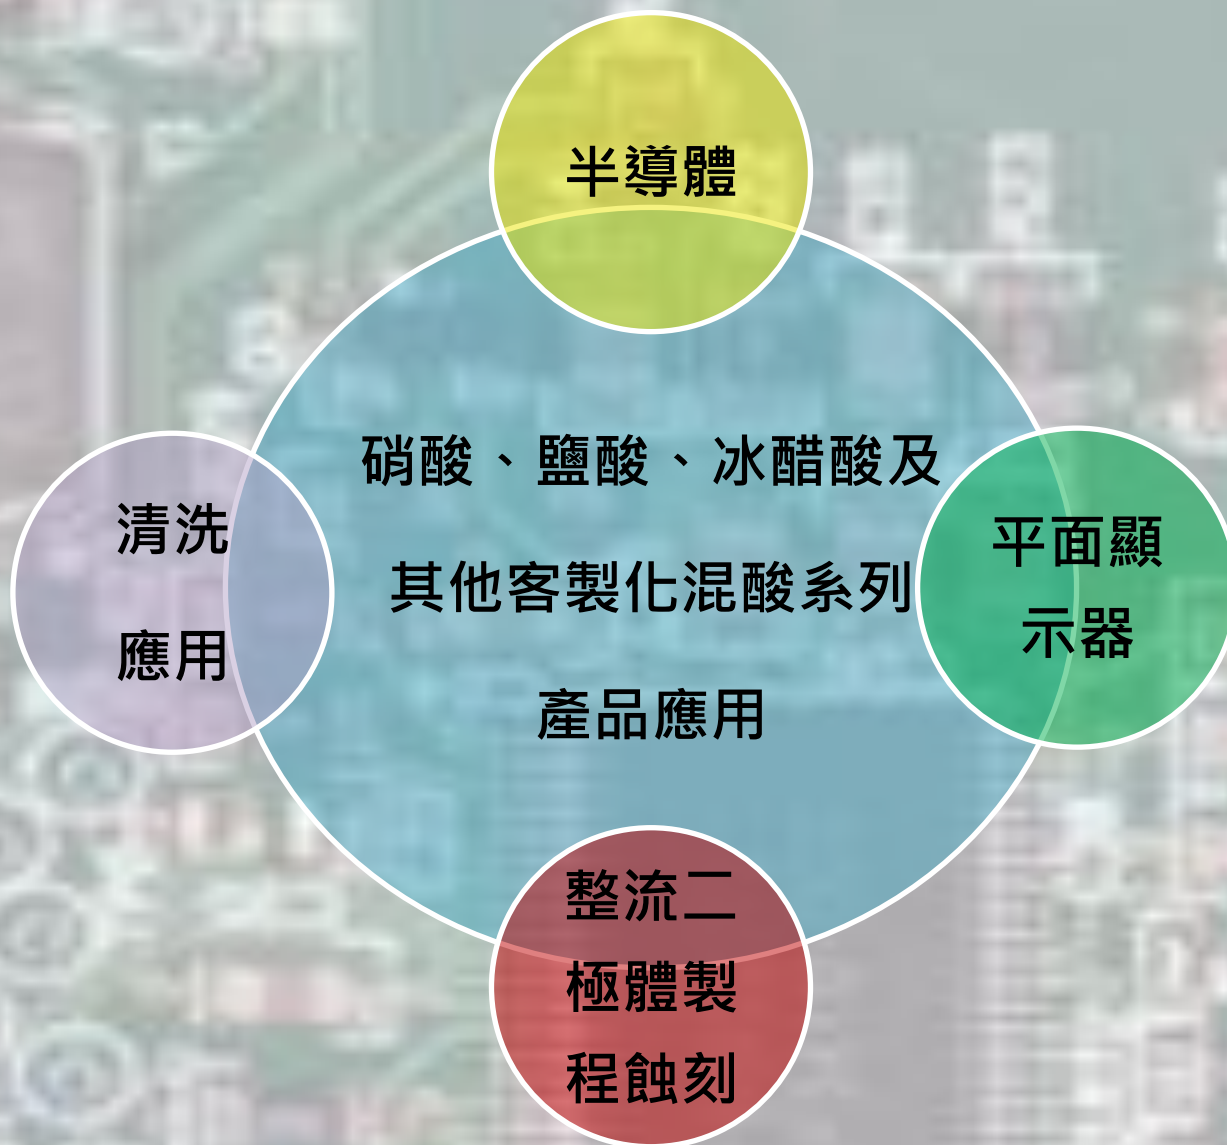 半導體
硝酸、鹽酸、冰醋酸及
其他客製化混酸系列
產品應用
清洗
應用
平面顯
示器
整流二
極體製
程蝕刻